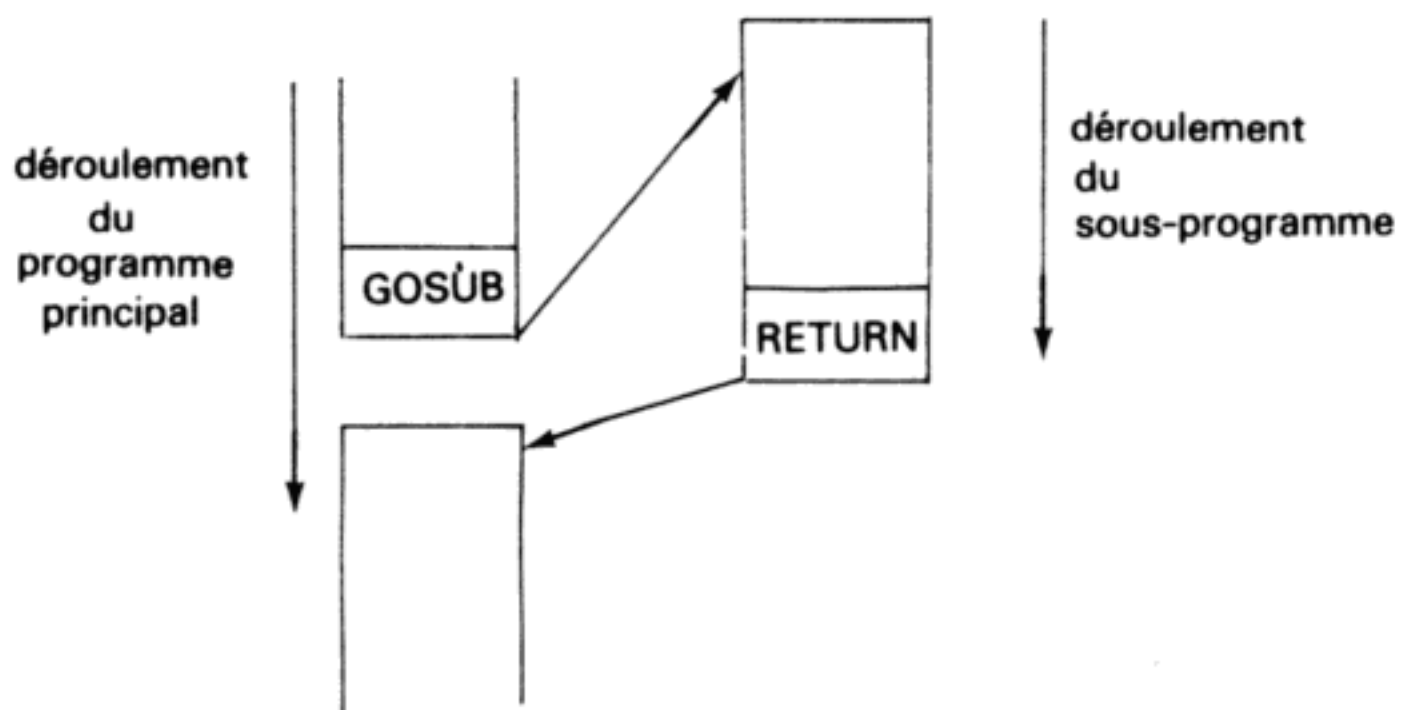 déroulement
du
programme
principal
GOSUB
RETURN
déroulement
du
sous-programme